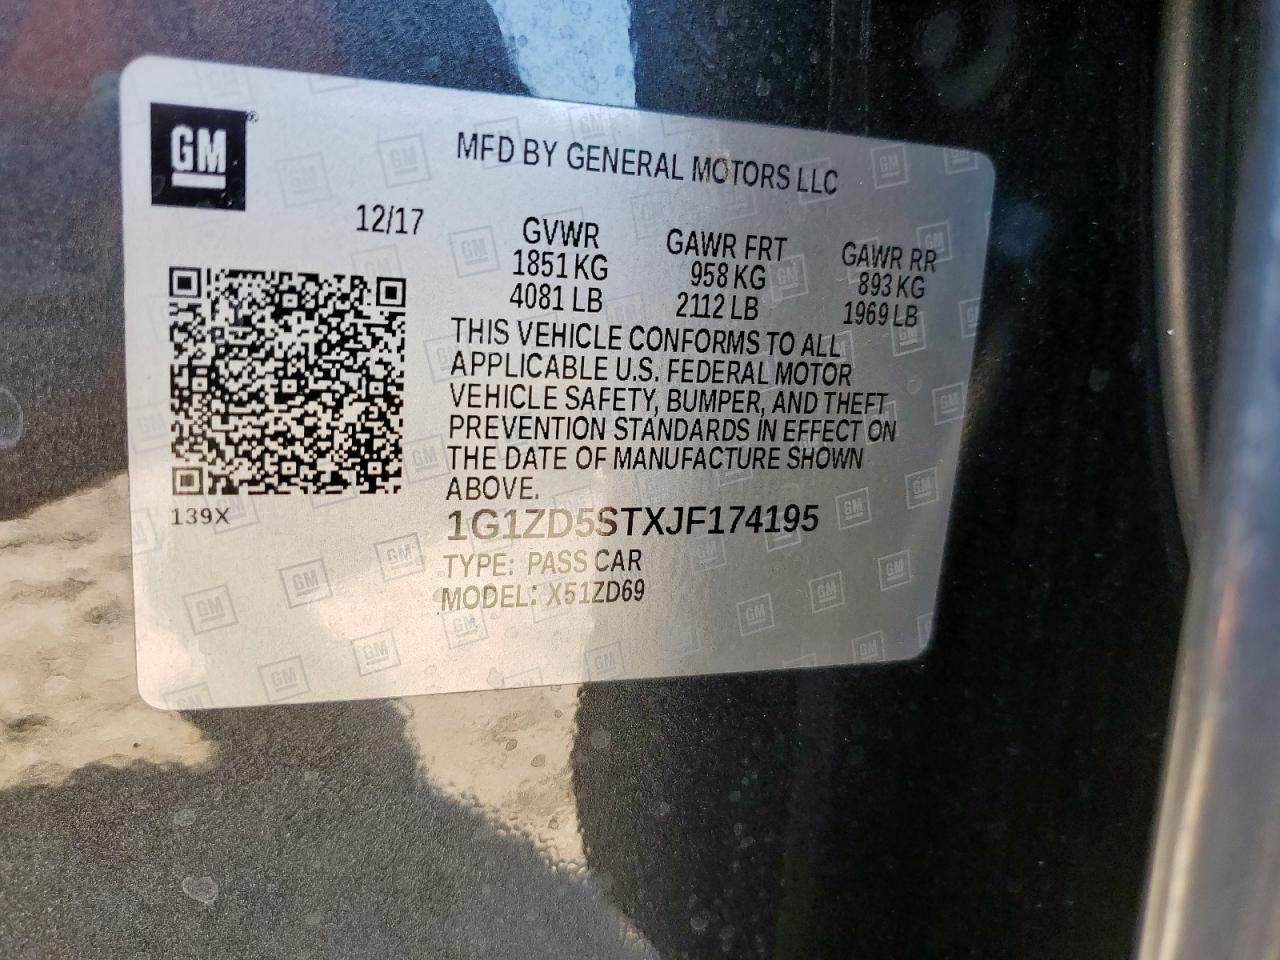 GM
MFD BY GENERAL MOTORS LLC
12/17
GVWR GAWR FRT GAWR RR
1851 KG 958 KG 893 KG
4081 LB 2112 LB 1969 LB
THIS VEHICLE CONFORMS TO ALL
APPLICABLE U.S. FEDERAL MOTOR
VEHICLE SAFETY, BUMPER, AND THEFT
PREVENTION STANDARDS IN EFFECT ON
THE DATE OF MANUFACTURE SHOWN
ABOVE.
139X
1G1ZD5STXJF174195
TYPE: PASS CAR
MODEL: X51ZD69